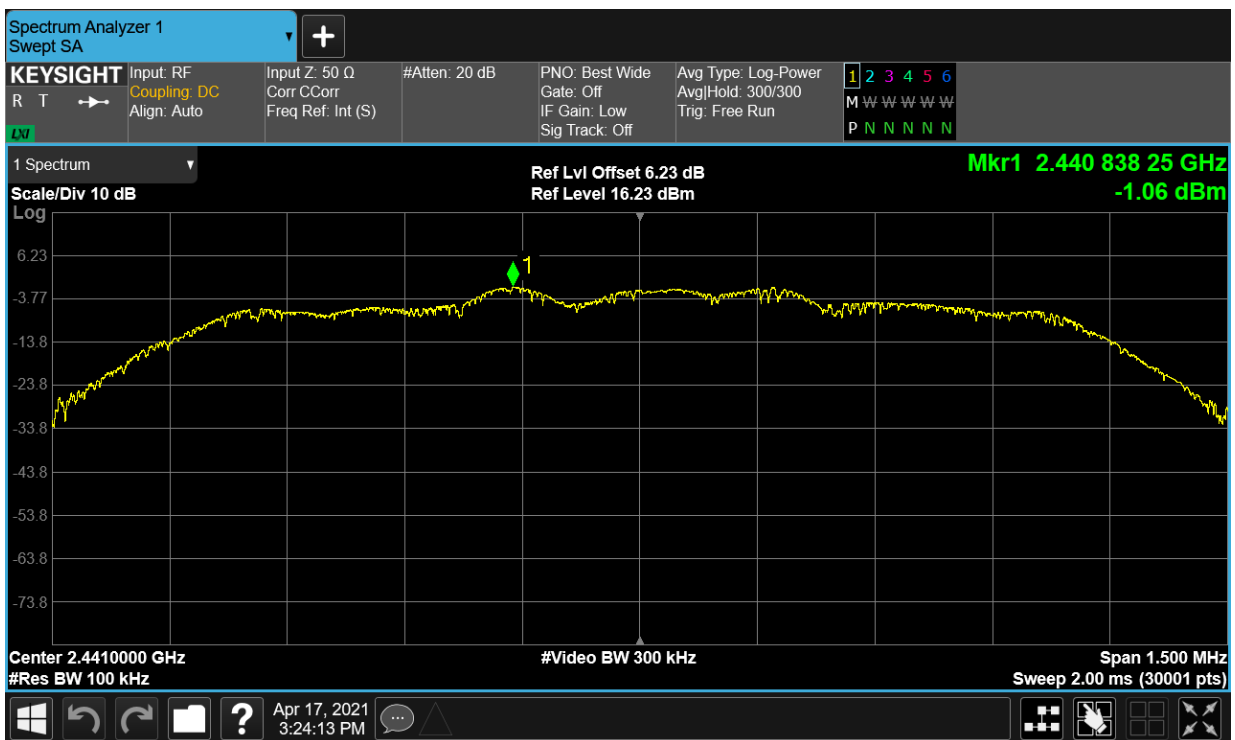 Spectrum Analyzer 1
Swept SA
KEYSIGHT
R T
LXI
Input: RF
Coupling: DC
Align: Auto
Input Z: 50 Ω
Corr CCorr
Freq Ref: Int (S)
#Atten: 20 dB
PNO: Best Wide
Gate: Off
IF Gain: Low
Sig Track: Off
Avg Type: Log-Power
Avg|Hold: 300/300
Trig: Free Run
1 2 3 4 5 6
M W W W W W
P N N N N N
1 Spectrum
Scale/Div 10 dB
Log
Ref Lvl Offset 6.23 dB
Ref Level 16.23 dBm
Mkr1 2.440 838 25 GHz
-1.06 dBm
1
6.23
-3.77
-13.8
-23.8
-33.8
-43.8
-53.8
-63.8
-73.8
Center 2.4410000 GHz
#Res BW 100 kHz
#Video BW 300 kHz
Span 1.500 MHz
Sweep 2.00 ms (30001 pts)
?
Apr 17, 2021
3:24:13 PM